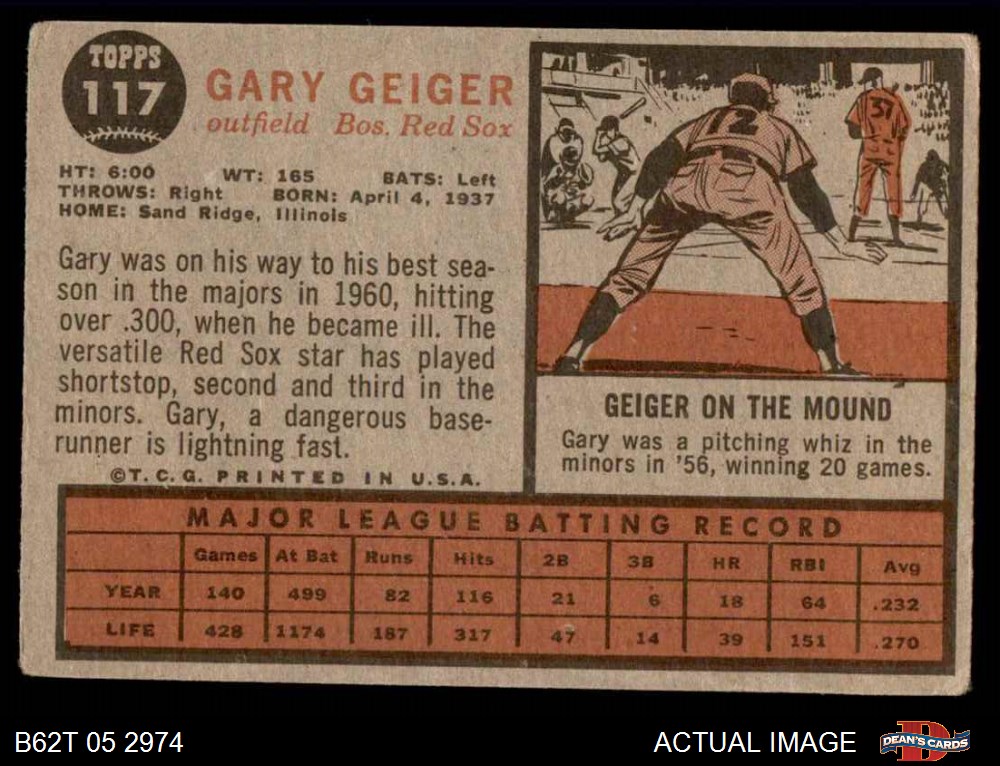 TOPPS
117
GARY GEIGER
outfield Bos. Red Sox
HT: 6:00 WT: 165 BATS: Left
THROWS: Right BORN: April 4, 1937
HOME: Sand Ridge, Illinois
Gary was on his way to his best sea-
son in the majors in 1960, hitting
over .300, when he became ill. The
versatile Red Sox star has played
shortstop, second and third in the
minors. Gary, a dangerous base-
runner is lightning fast.
©T.C.G. PRINTED IN U.S.A.
12
37
GEIGER ON THE MOUND
Gary was a pitching whiz in the
minors in '56, winning 20 games.
MAJOR LEAGUE BATTING RECORD
Games At Bat Runs Hits 2B 3B HR RBI Avg
YEAR 140 499 82 116 21 6 18 64 .232
LIFE 428 1174 187 317 47 14 39 151 .270
B62T 05 2974
ACTUAL IMAGE
D
DEAN'S CARDS